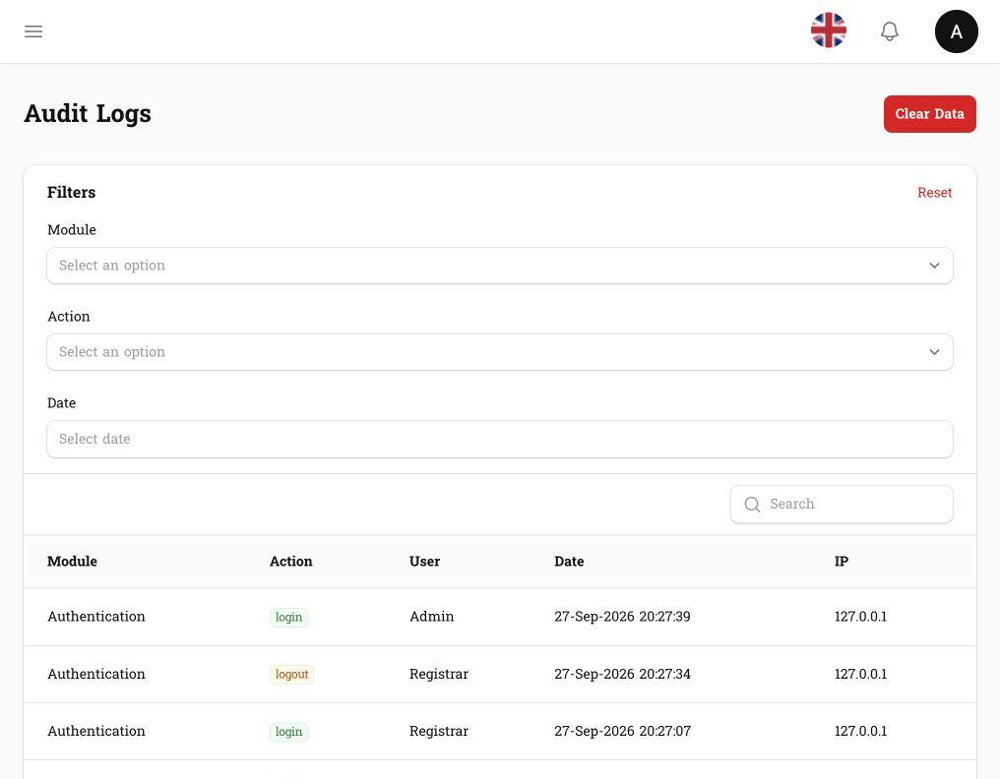 A
Audit Logs
Clear Data
Filters
Reset
Module
Select an option
Action
Select an option
Date
Select date
Search
Module Action User Date IP
Authentication login Admin 27-Sep-2026 20:27:39 127.0.0.1
Authentication logout Registrar 27-Sep-2026 20:27:34 127.0.0.1
Authentication login Registrar 27-Sep-2026 20:27:07 127.0.0.1